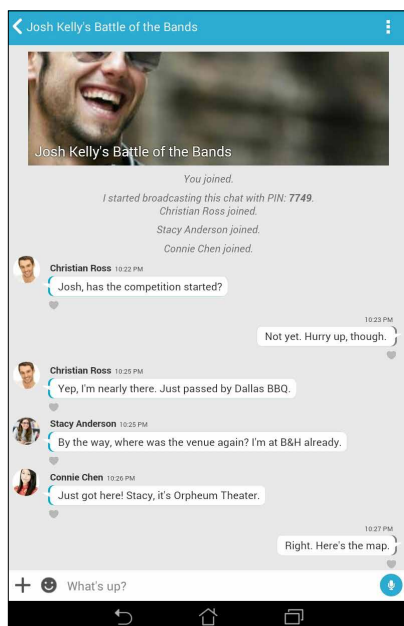 Josh Kelly's Battle of the Bands
Josh Kelly's Battle of the Bands
You joined.
I started broadcasting this chat with PIN: 7749.
Christian Ross joined.
Stacy Anderson joined.
Connie Chen joined.
Christian Ross 10:22 PM
Josh, has the competition started?
10:23 PM
Not yet. Hurry up, though.
Christian Ross 10:25 PM
Yep, I'm nearly there. Just passed by Dallas BBQ.
Stacy Anderson 10:25 PM
By the way, where was the venue again? I'm at B&H already.
Connie Chen 10:26 PM
Just got here! Stacy, it's Orpheum Theater.
10:27 PM
Right. Here's the map.
What's up?